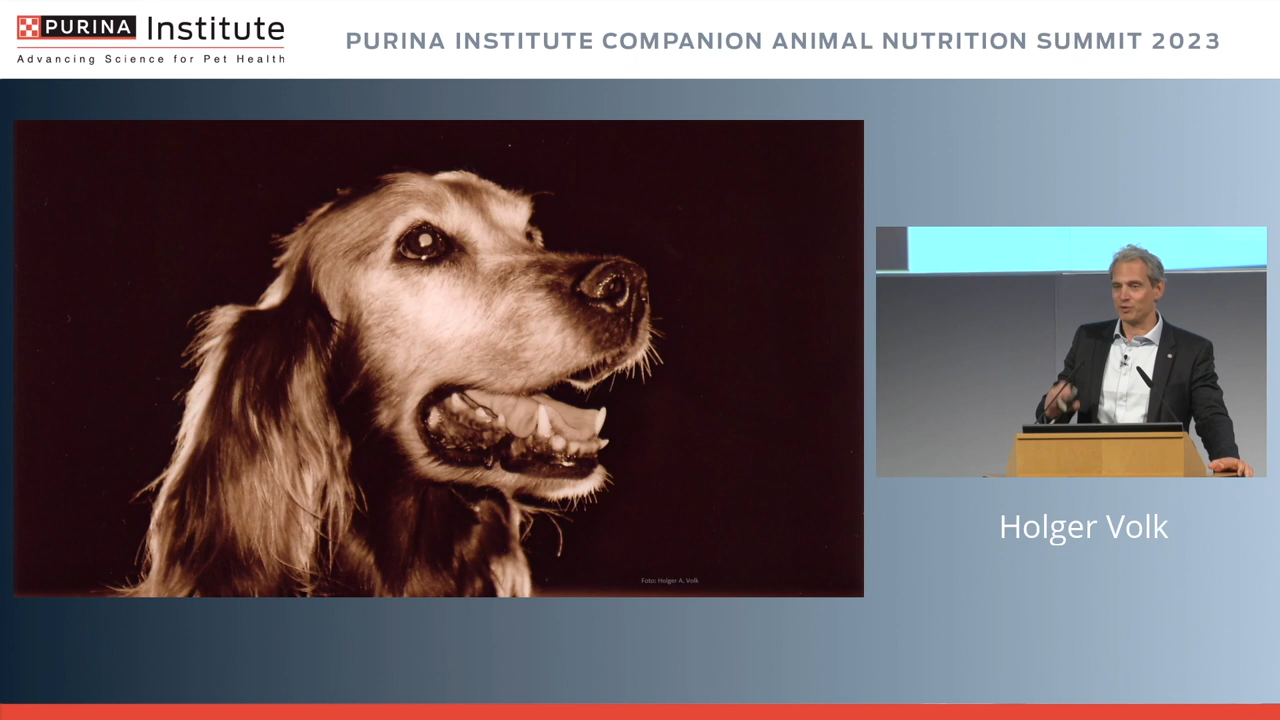 PURINA Institute
Advancing Science for Pet Health
PURINA INSTITUTE COMPANION ANIMAL NUTRITION SUMMIT 2023
Foto: Holger A. Volk
Holger Volk